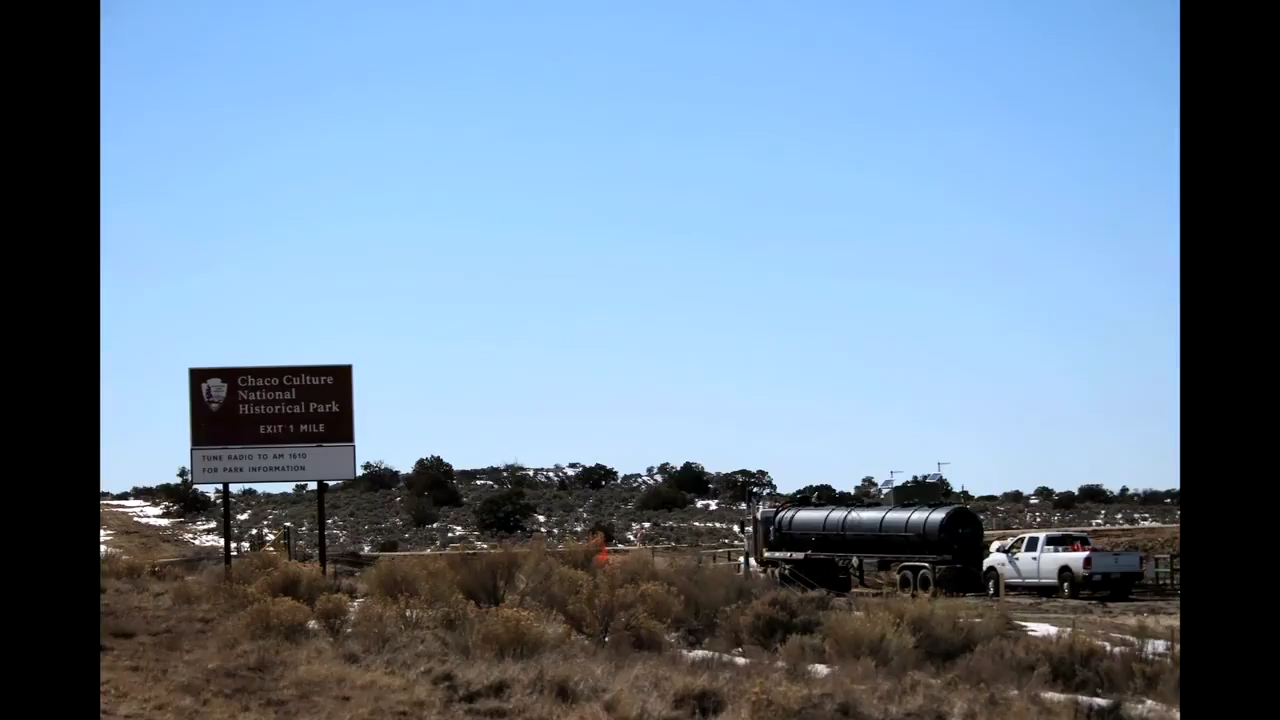 Chaco Culture
National
Historical Park
EXIT 1 MILE
TUNE RADIO TO AM 1610
FOR PARK INFORMATION